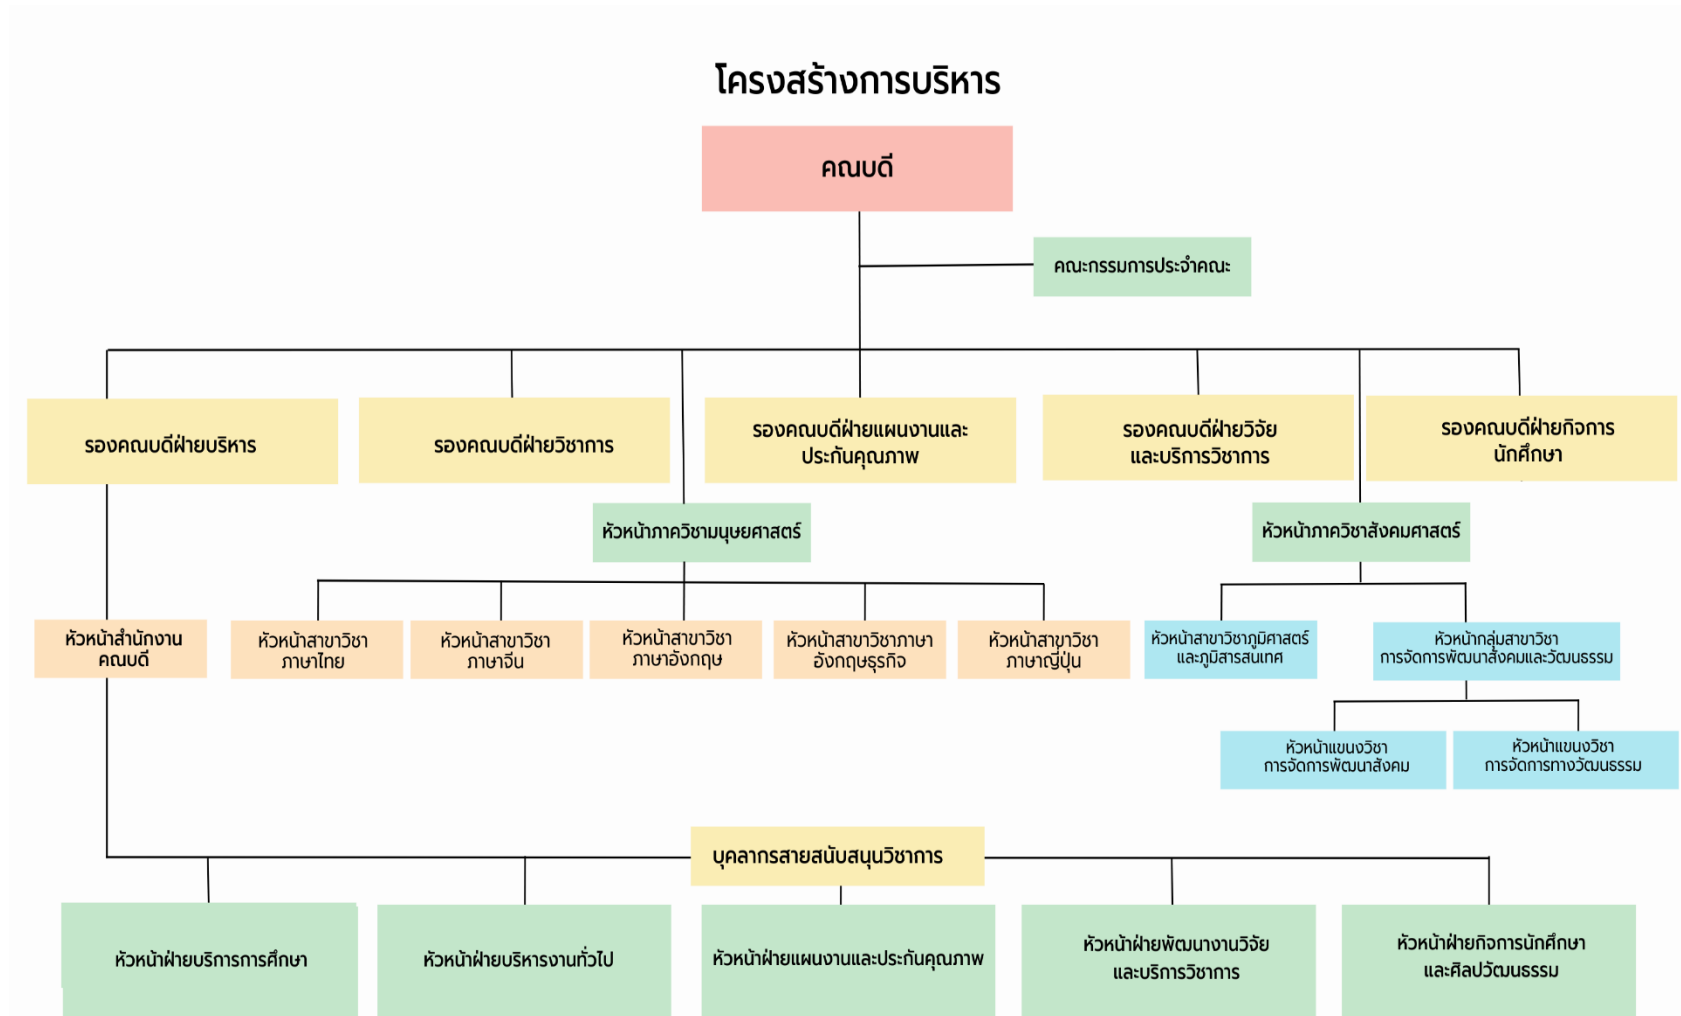 โครงสร้างการบริหาร
คณบดี
คณะกรรมการประจำคณะ
รองคณบดีฝ่ายบริหาร
รองคณบดีฝ่ายวิชาการ
รองคณบดีฝ่ายแผนงานและ
ประกันคุณภาพ
รองคณบดีฝ่ายวิจัย
และบริการวิชาการ
รองคณบดีฝ่ายกิจการ
นักศึกษา
หัวหน้าภาควิชามนุษยศาสตร์
หัวหน้าภาควิชาสังคมศาสตร์
หัวหน้าสำนักงาน
คณบดี
หัวหน้าสาขาวิชา
ภาษาไทย
หัวหน้าสาขาวิชา
ภาษาจีน
หัวหน้าสาขาวิชา
ภาษาอังกฤษ
หัวหน้าสาขาวิชาภาษา
อังกฤษธุรกิจ
หัวหน้าสาขาวิชา
ภาษาญี่ปุ่น
หัวหน้าสาขาวิชาภูมิศาสตร์
และภูมิสารสนเทศ
หัวหน้ากลุ่มสาขาวิชา
การจัดการพัฒนาสังคมและวัฒนธรรม
หัวหน้าแขนงวิชา
การจัดการพัฒนาสังคม
หัวหน้าแขนงวิชา
การจัดการทางวัฒนธรรม
บุคลากรสายสนับสนุนวิชาการ
หัวหน้าฝ่ายบริการการศึกษา
หัวหน้าฝ่ายบริหารงานทั่วไป
หัวหน้าฝ่ายแผนงานและประกันคุณภาพ
หัวหน้าฝ่ายพัฒนางานวิจัย
และบริการวิชาการ
หัวหน้าฝ่ายกิจการนักศึกษา
และศิลปวัฒนธรรม